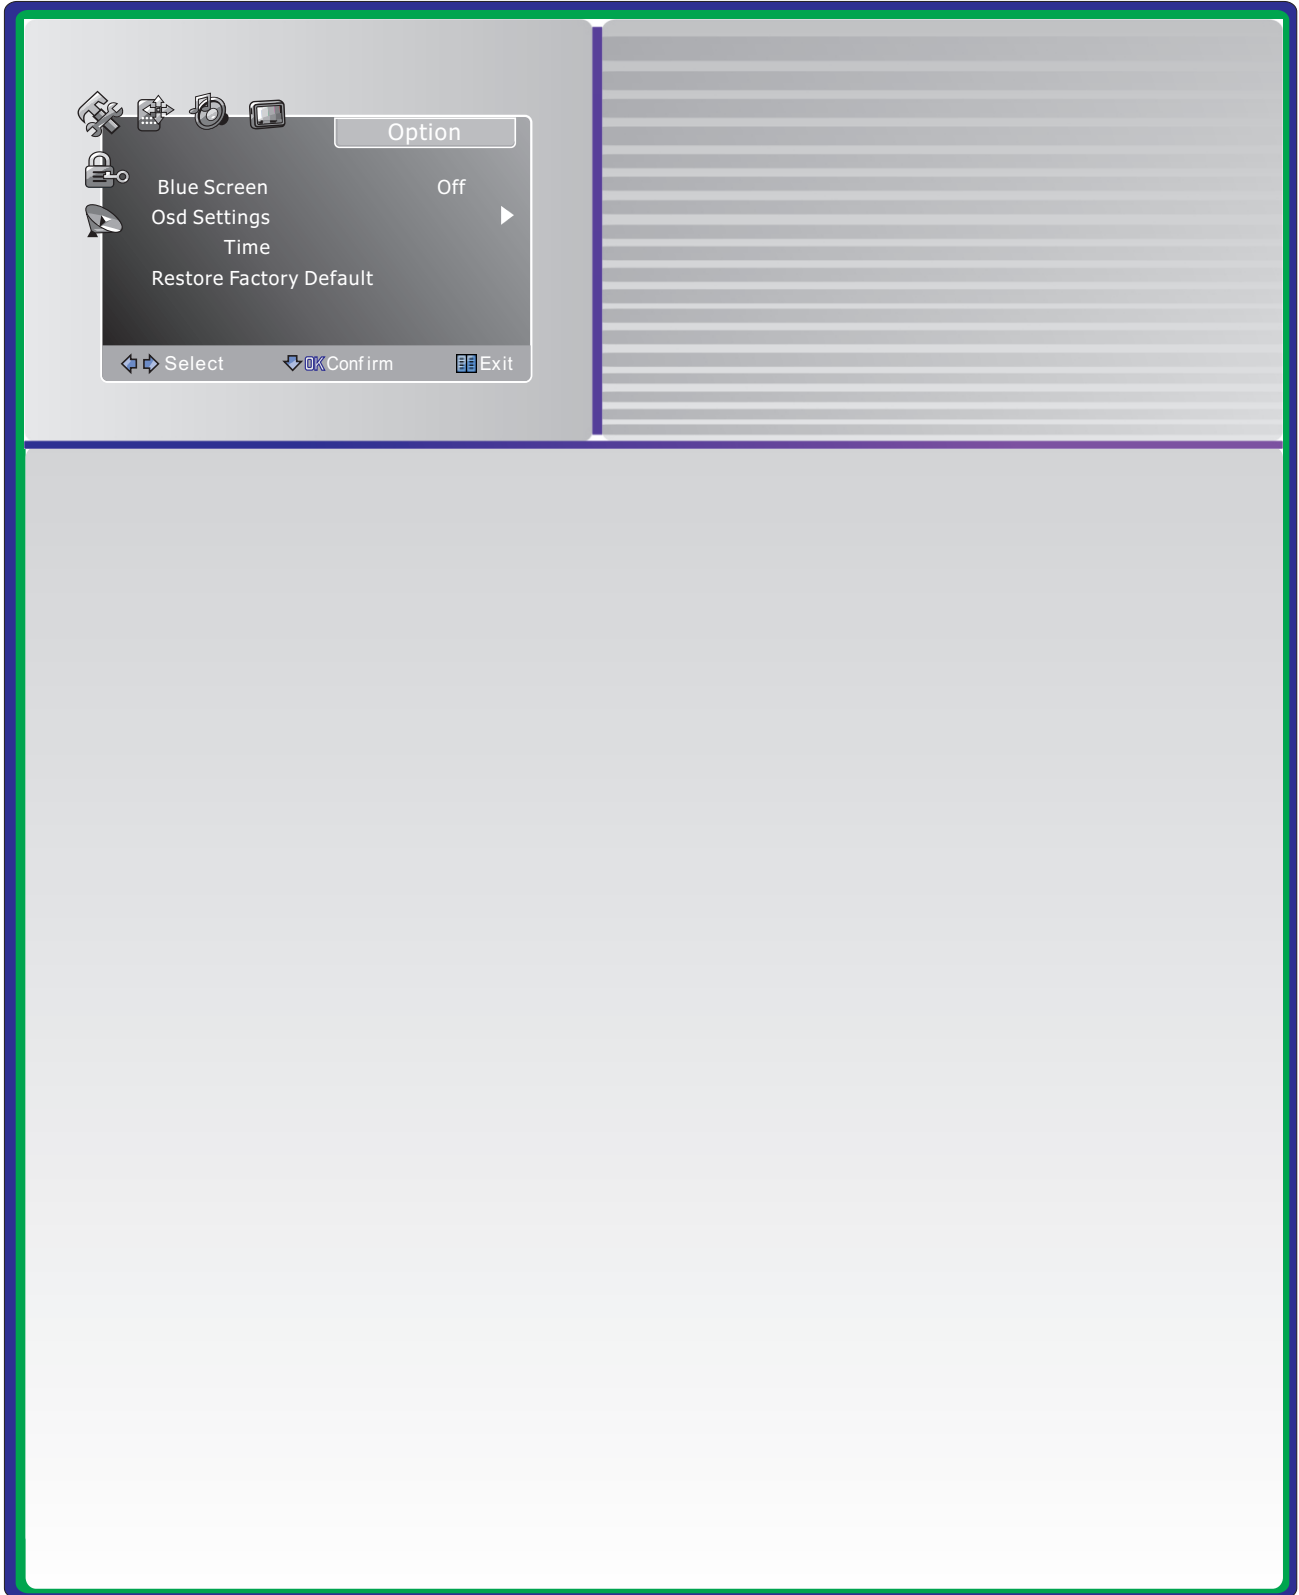 Option
Blue Screen Off
Osd Settings
Time
Restore Factory Default
Select OK Confirm Exit